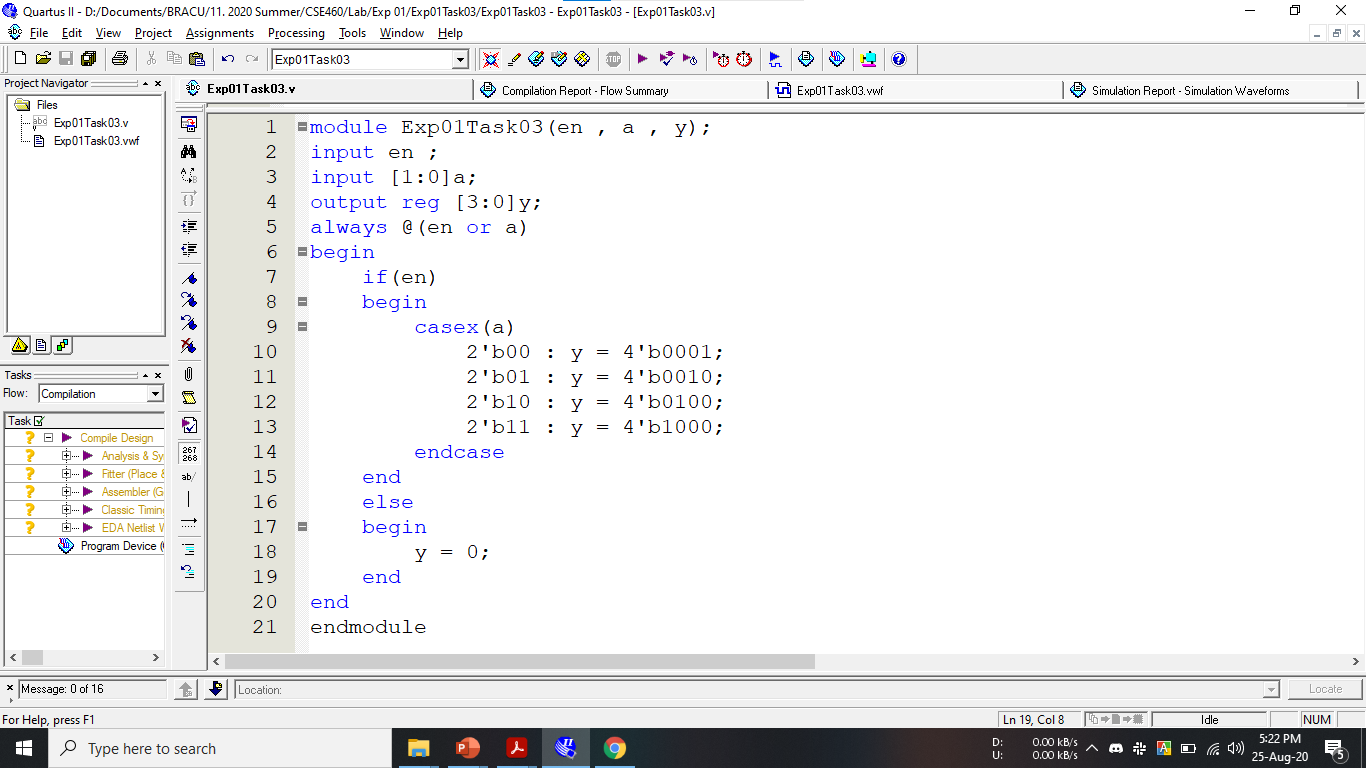 Quartus II - D:/Documents/BRACU/11. 2020 Summer/CSE460/Lab/Exp 01/Exp01Task03/Exp01Task03 - Exp01Task03 - [Exp01Task03.v]
File Edit View Project Assignments Processing Tools Window Help
Exp01Task03
Project Navigator
Files
Exp01Task03.v
Exp01Task03.vwf
Tasks
Flow: Compilation
Task
Compile Design
Analysis & Sy
Fitter (Place &
Assembler (G
Classic Timing
EDA Netlist W
Program Device (
Exp01Task03.v Compilation Report - Flow Summary Exp01Task03.vwf Simulation Report - Simulation Waveforms
267
268
ab/
1 module Exp01Task03(en , a , y);
2 input en ;
3 input [1:0]a;
4 output reg [3:0]y;
5 always @(en or a)
6 begin
7 if(en)
8 begin
9 casex(a)
10 2'b00 : y = 4'b0001;
11 2'b01 : y = 4'b0010;
12 2'b10 : y = 4'b0100;
13 2'b11 : y = 4'b1000;
14 endcase
15 end
16 else
17 begin
18 y = 0;
19 end
20 end
21 endmodule
Message: 0 of 16 Location: Locate
For Help, press F1 Ln 19, Col 8 Idle NUM
Type here to search
D: 0.00 kB/s
U: 0.00 kB/s
5:22 PM
25-Aug-20
5